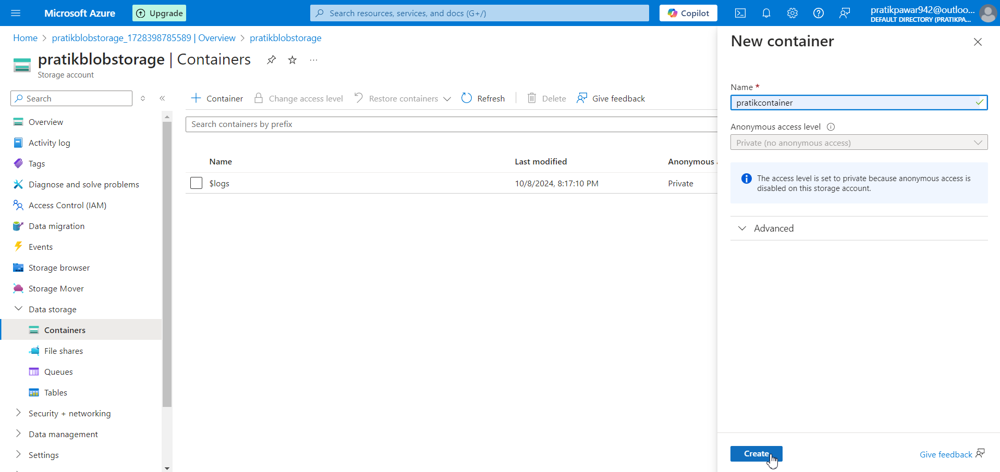 Microsoft Azure
Upgrade
Search resources, services, and docs (G+/)
Copilot
pratikpawar942@outloo...
DEFAULT DIRECTORY (PRATIKPA...
Home > pratikblobstorage_1728398785589 | Overview > pratikblobstorage
pratikblobstorage | Containers
Storage account
Search
Overview
Activity log
Tags
Diagnose and solve problems
Access Control (IAM)
Data migration
Events
Storage browser
Storage Mover
Data storage
Containers
File shares
Queues
Tables
Security + networking
Data management
Settings
Container
Change access level
Restore containers
Refresh
Delete
Give feedback
Search containers by prefix
Name Last modified Anonymous
$logs 10/8/2024, 8:17:10 PM Private
New container
Name *
pratikcontainer
Anonymous access level
Private (no anonymous access)
The access level is set to private because anonymous access is
disabled on this storage account.
Advanced
Create
Give feedback